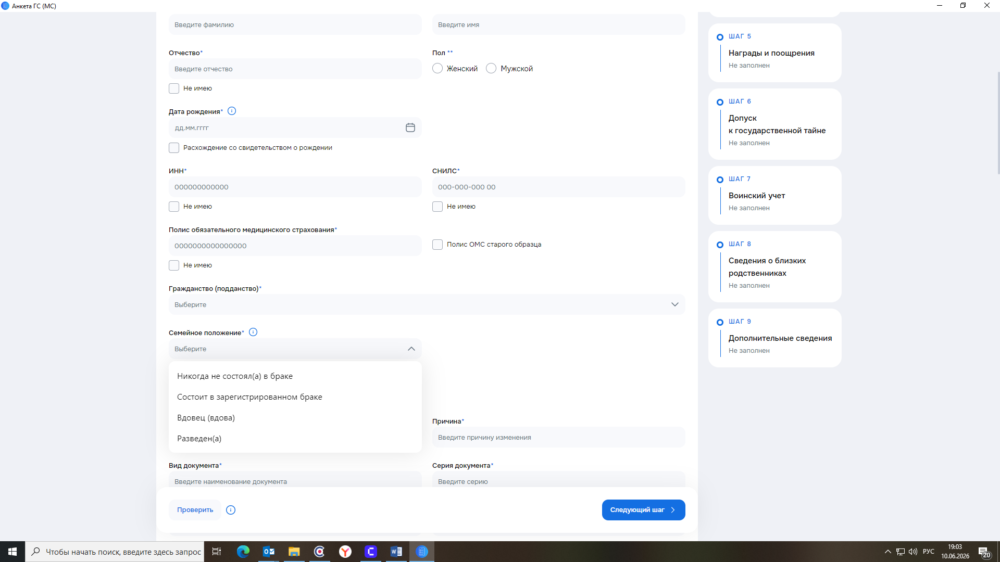 Анкета ГС (МС)
Введите фамилию
Введите имя
Отчество*
Пол **
Введите отчество
Женский
Мужской
Не имею
Дата рождения*
дд.мм.гггг
Расхождение со свидетельством о рождении
ИНН*
СНИЛС*
000000000000
000-000-000 00
Не имею
Не имею
Полис обязательного медицинского страхования*
0000000000000000
Полис ОМС старого образца
Не имею
Гражданство (подданство)*
Выберите
Семейное положение*
Выберите
Никогда не состоял(а) в браке
Состоит в зарегистрированном браке
Вдовец (вдова)
Разведен(а)
Причина*
Введите причину изменения
Вид документа*
Серия документа*
Введите наименование документа
Введите серию
Проверить
Следующий шаг
ШАГ 5
Награды и поощрения
Не заполнен
ШАГ 6
Допуск
к государственной тайне
Не заполнен
ШАГ 7
Воинский учет
Не заполнен
ШАГ 8
Сведения о близких
родственниках
Не заполнен
ШАГ 9
Дополнительные сведения
Не заполнен
Чтобы начать поиск, введите здесь запрос
РУС
19:03
10.06.2026
20